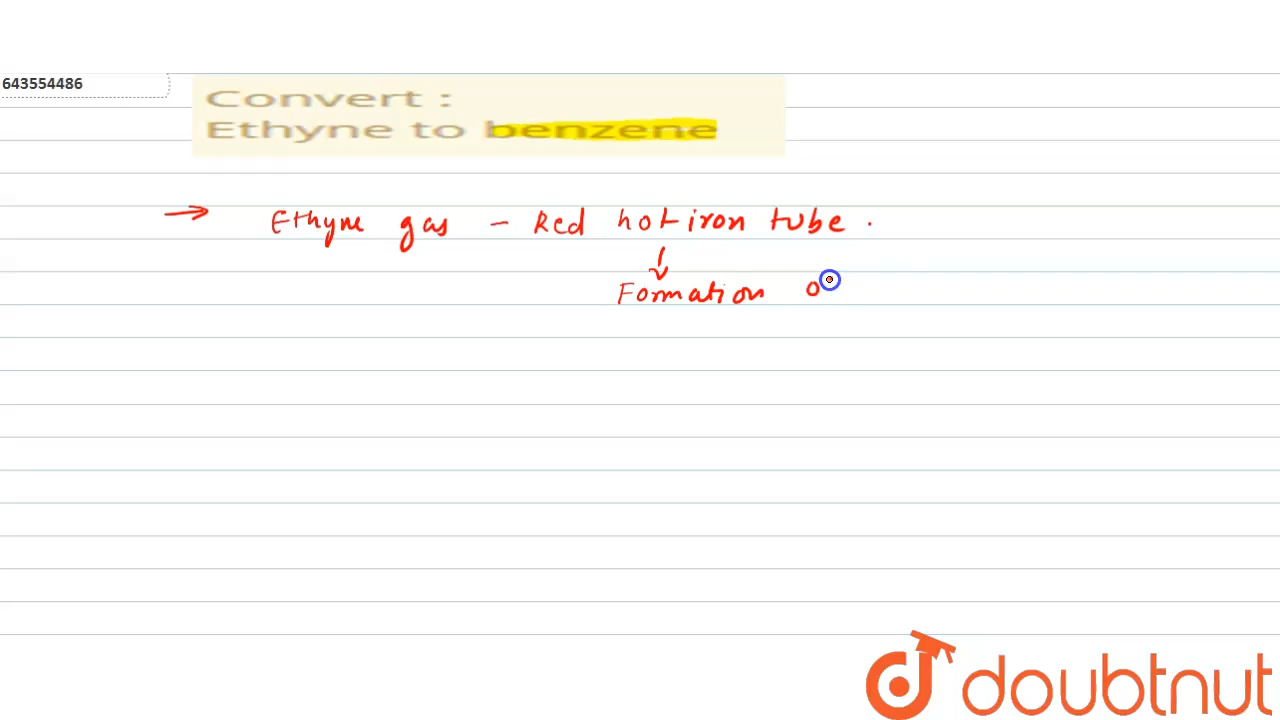 643554486
Convert :
Ethyne to benzene
→ Ethyne gas - Red hot iron tube .
↓
Formation o
doubtnut